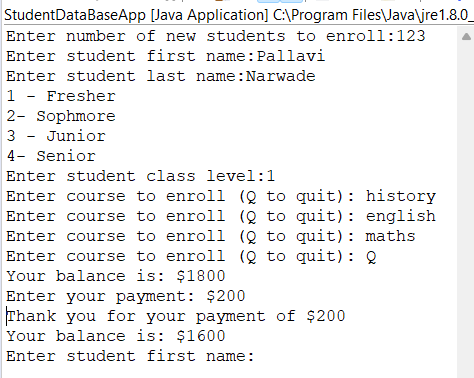 StudentDataBaseApp [Java Application] C:\Program Files\Java\jre1.8.0_
Enter number of new students to enroll:123
Enter student first name:Pallavi
Enter student last name:Narwade
1 - Fresher
2- Sophmore
3 - Junior
4- Senior
Enter student class level:1
Enter course to enroll (Q to quit): history
Enter course to enroll (Q to quit): english
Enter course to enroll (Q to quit): maths
Enter course to enroll (Q to quit): Q
Your balance is: $1800
Enter your payment: $200
Thank you for your payment of $200
Your balance is: $1600
Enter student first name: